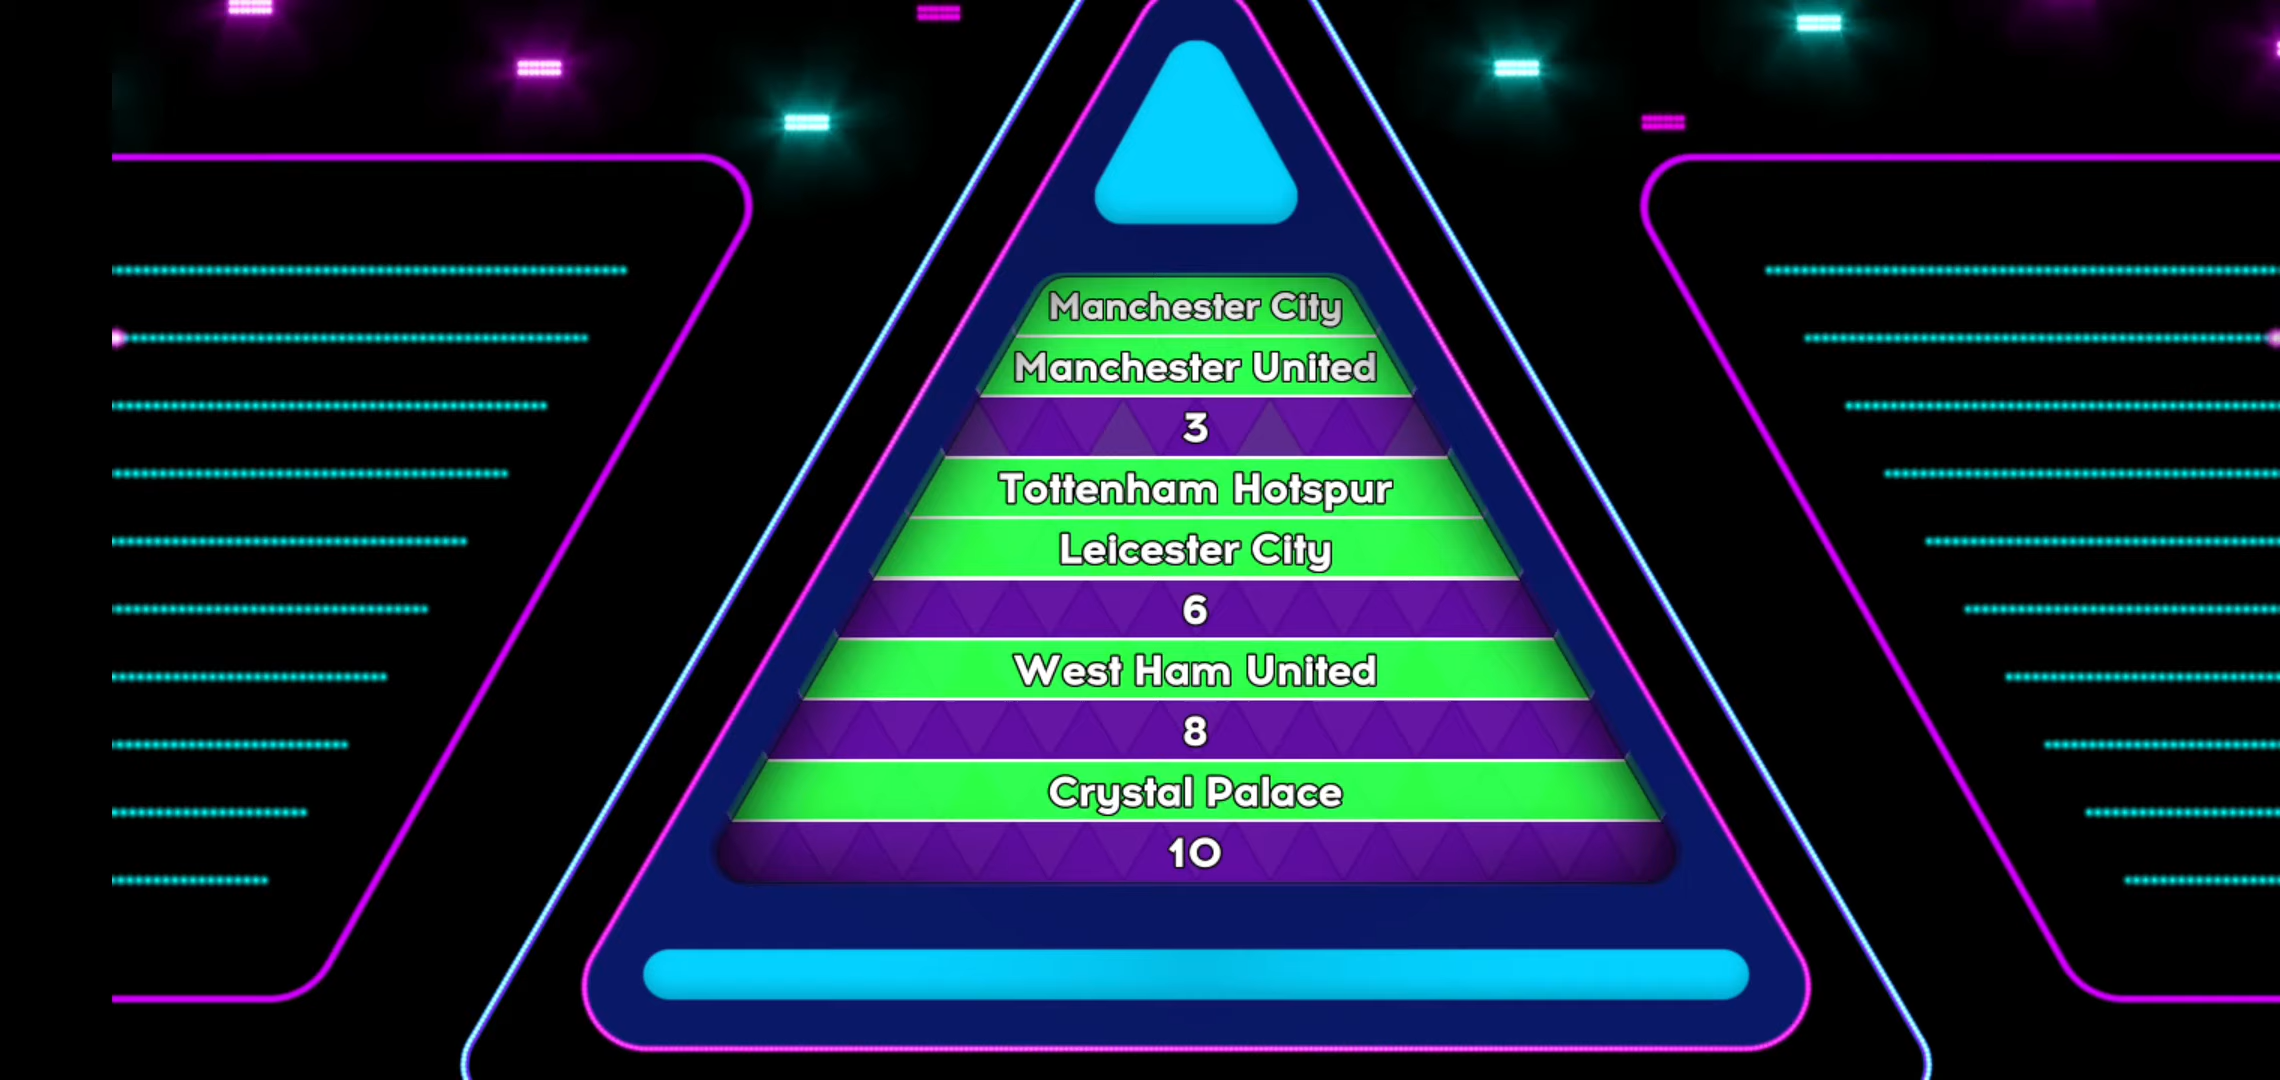 Manchester City
Manchester United
3
Tottenham Hotspur
Leicester City
6
West Ham United
8
Crystal Palace
10